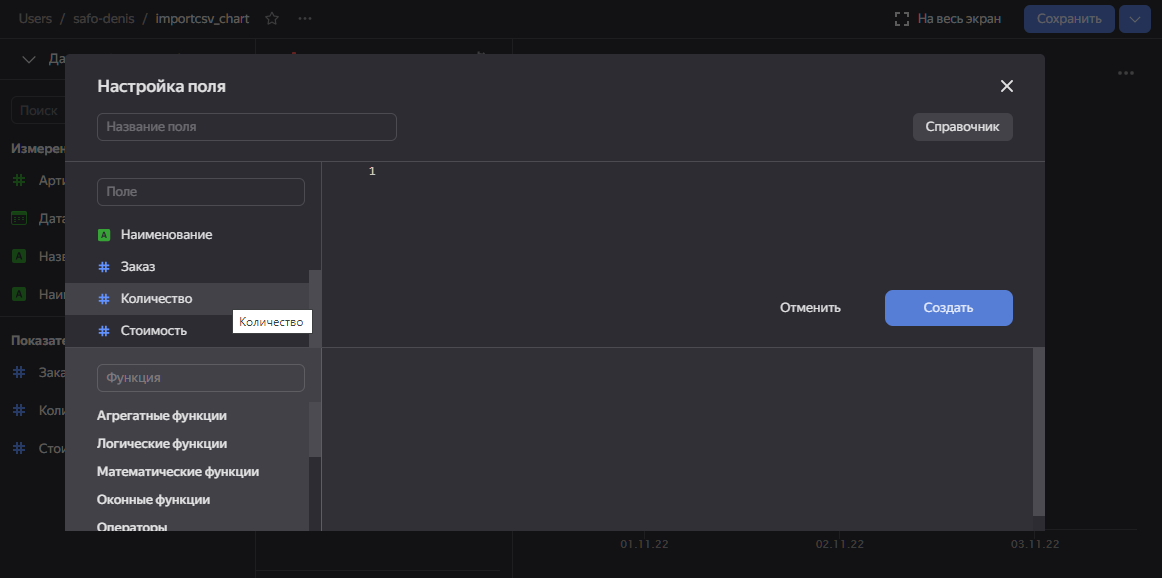 Users / safo-denis / importcsv_chart
На весь экран
Сохранить
Да
Настройка поля
Поиск
Название поля
Справочник
Измерен
1
Арти
Поле
Дата
Наименование
Назв
Заказ
Наи
Количество
Количество
Стоимость
Показате
Зака
Функция
Коли
Агрегатные функции
Логические функции
Стои
Математические функции
Оконные функции
Операторы
Отменить
Создать
01.11.22
02.11.22
03.11.22